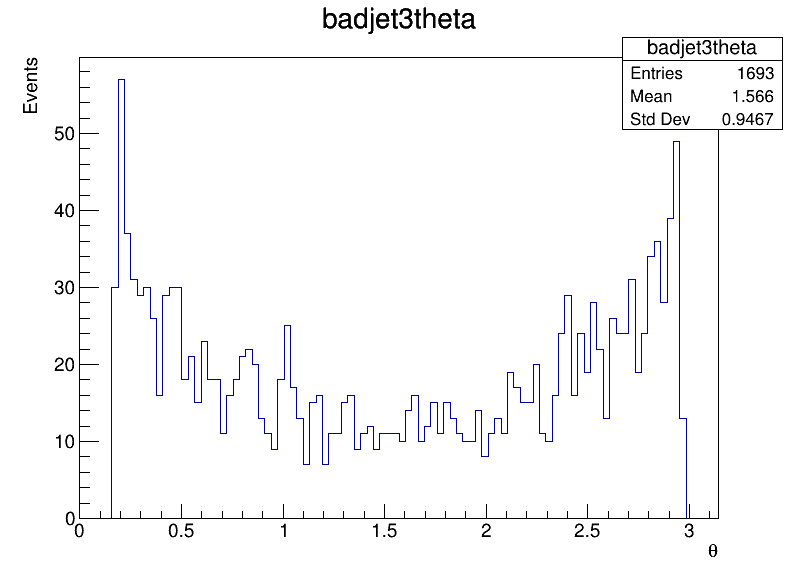 badjet3theta
badjet3theta
Entries 1693
Mean 1.566
Std Dev 0.9467
Events
50
40
30
20
10
0
0 0.5 1 1.5 2 2.5 3
θ